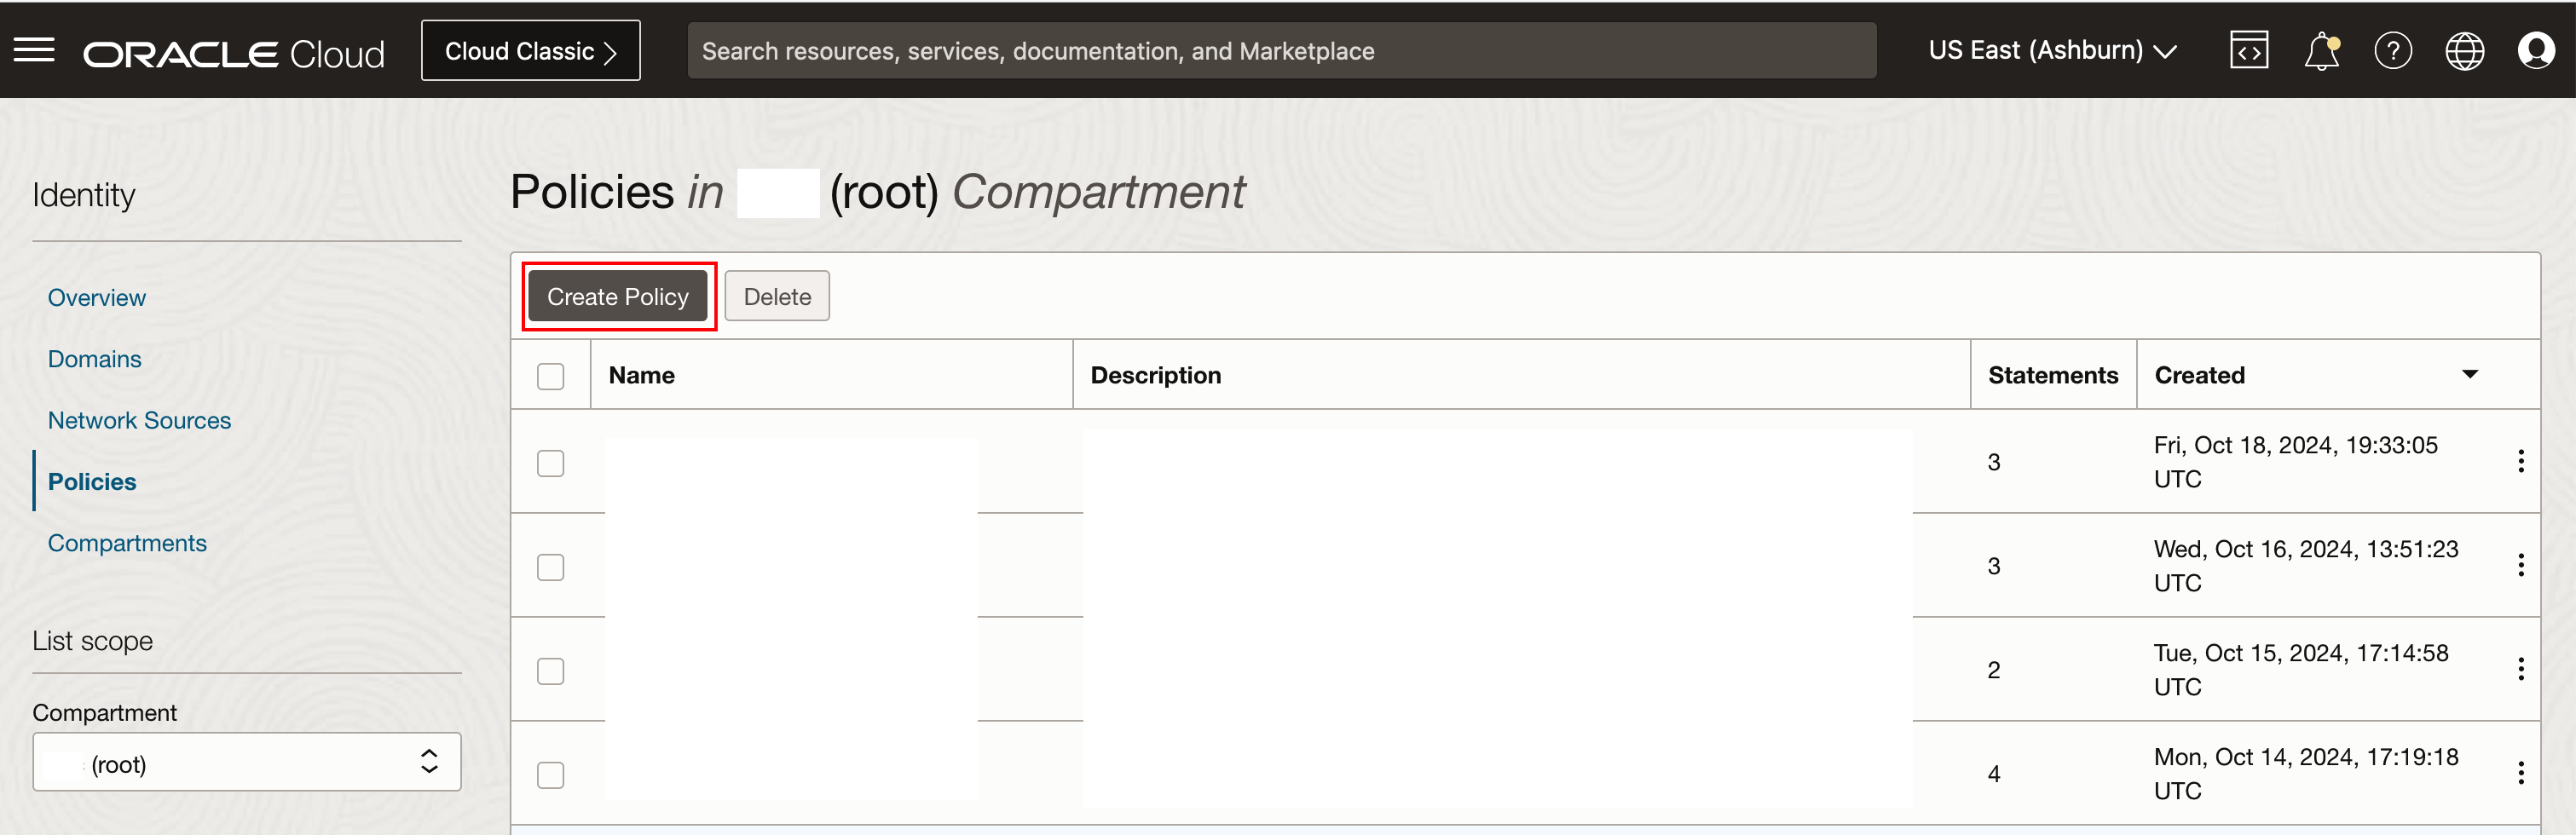 ORACLE Cloud
Cloud Classic
Search resources, services, documentation, and Marketplace
US East (Ashburn)
Identity
Overview
Domains
Network Sources
Policies
Compartments
List scope
Compartment
(root)
Policies in (root) Compartment
Create Policy
Delete
Name Description Statements Created
3 Fri, Oct 18, 2024, 19:33:05
UTC
3 Wed, Oct 16, 2024, 13:51:23
UTC
2 Tue, Oct 15, 2024, 17:14:58
UTC
4 Mon, Oct 14, 2024, 17:19:18
UTC